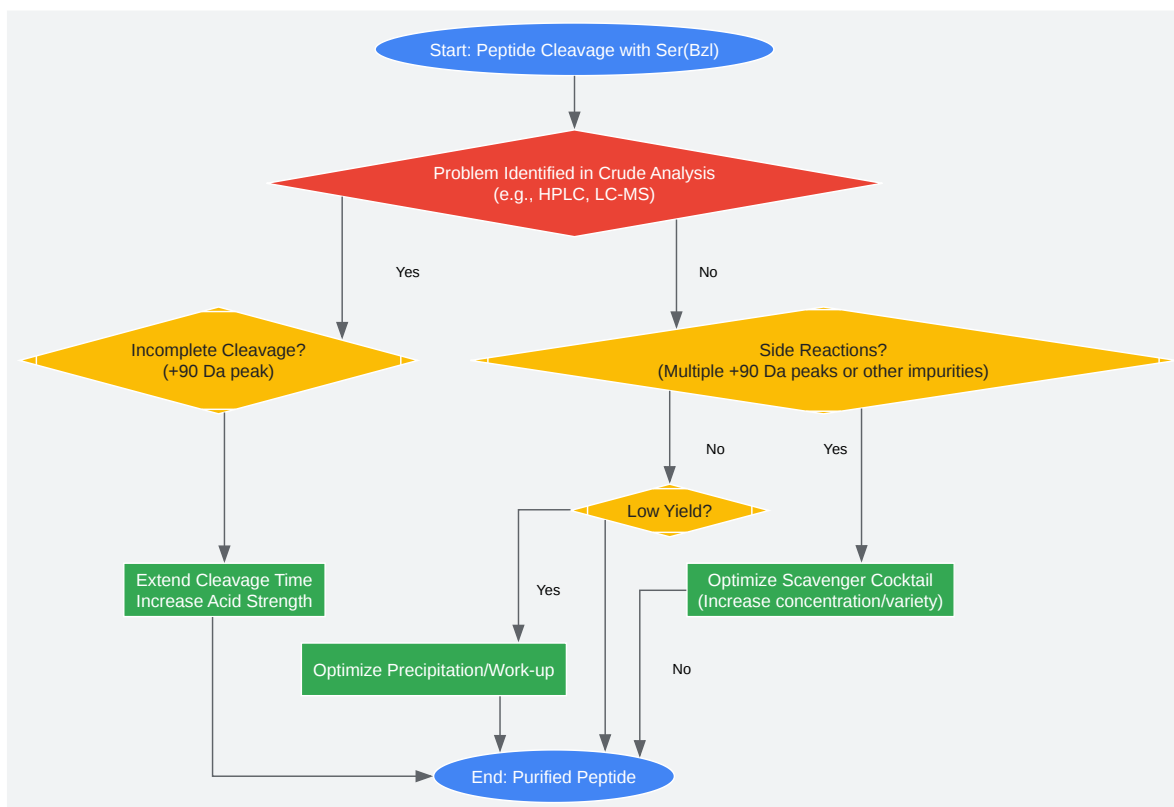 Start: Peptide Cleavage with Ser(Bzl)
Problem Identified in Crude Analysis
(e.g., HPLC, LC-MS)
Yes
No
Incomplete Cleavage?
(+90 Da peak)
Side Reactions?
(Multiple +90 Da peaks or other impurities)
No
Yes
Low Yield?
Extend Cleavage Time
Increase Acid Strength
Yes
Optimize Scavenger Cocktail
(Increase concentration/variety)
Optimize Precipitation/Work-up
No
End: Purified Peptide